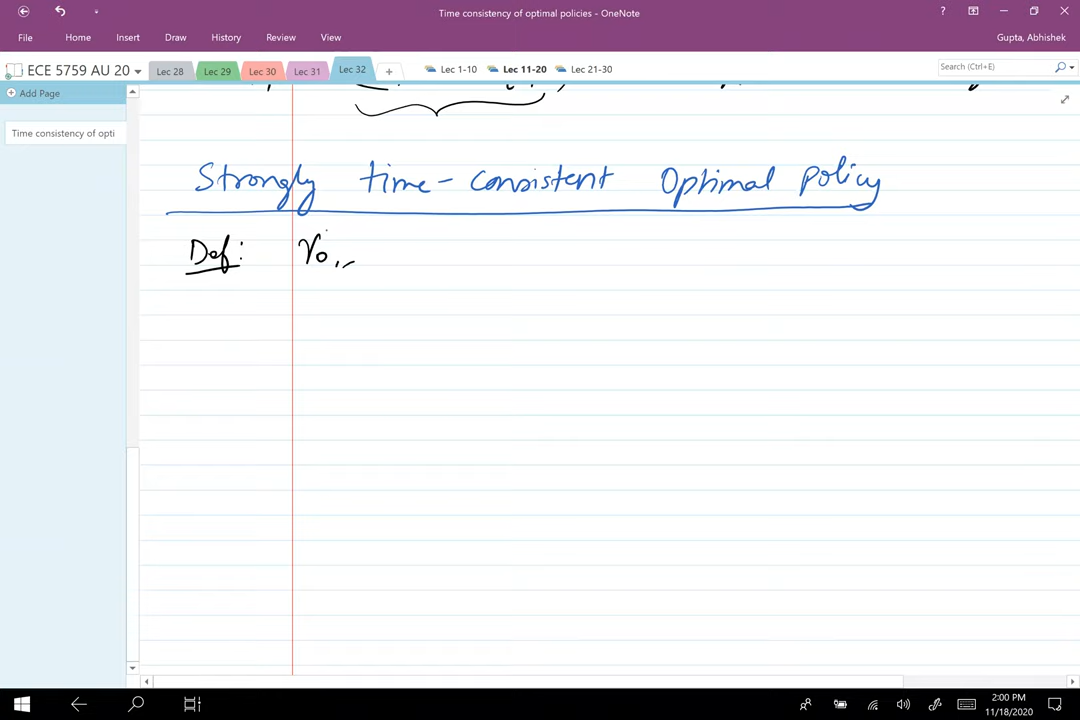 Time consistency of optimal policies - OneNote
Gupta, Abhishek
File Home Insert Draw History Review View
ECE 5759 AU 20 Lec 28 Lec 29 Lec 30 Lec 31 Lec 32 Lec 1-10 Lec 11-20 Lec 21-30 Search (Ctrl+E)
Add Page
Time consistency of opti
Strongly time-consistent Optimal policy
Def: γ0,
2:00 PM
11/18/2020